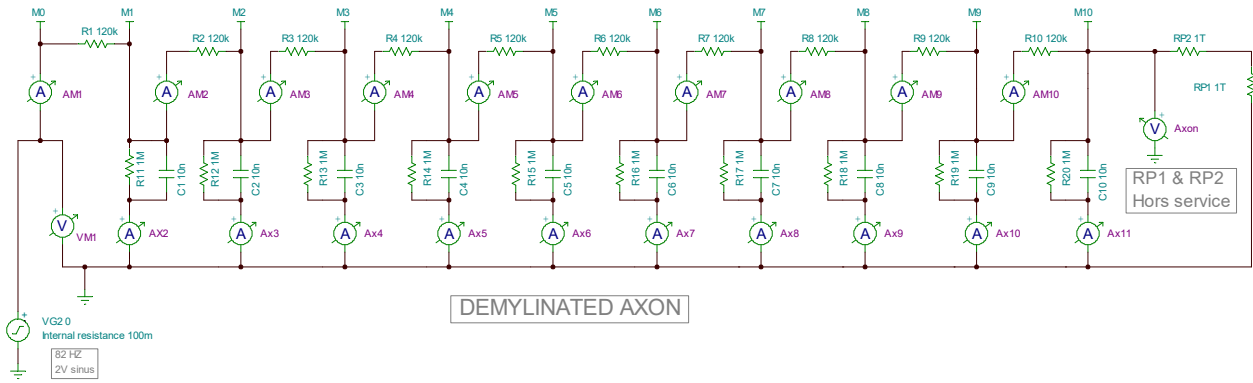 M0 M1 M2 M3 M4 M5 M6 M7 M8 M9 M10
R1 120k R2 120k R3 120k R4 120k R5 120k R6 120k R7 120k R8 120k R9 120k R10 120k RP2 1T
A AM1 A AM2 A AM3 A AM4 A AM5 A AM6 A AM7 A AM8 A AM9 A AM10 RP1 1T
V Axon
R11 1M C1 10n R12 1M C2 10n R13 1M C3 10n R14 1M C4 10n R15 1M C5 10n R16 1M C6 10n R17 1M C7 10n R18 1M C8 10n R19 1M C9 10n R20 1M C10 10n
RP1 & RP2
Hors service
V VM1 A AX2 A Ax3 A Ax4 A Ax5 A Ax6 A Ax7 A Ax8 A Ax9 A Ax10 A Ax11
DEMYLINATED AXON
VG2 0
Internal resistance 100m
82 HZ
2V sinus